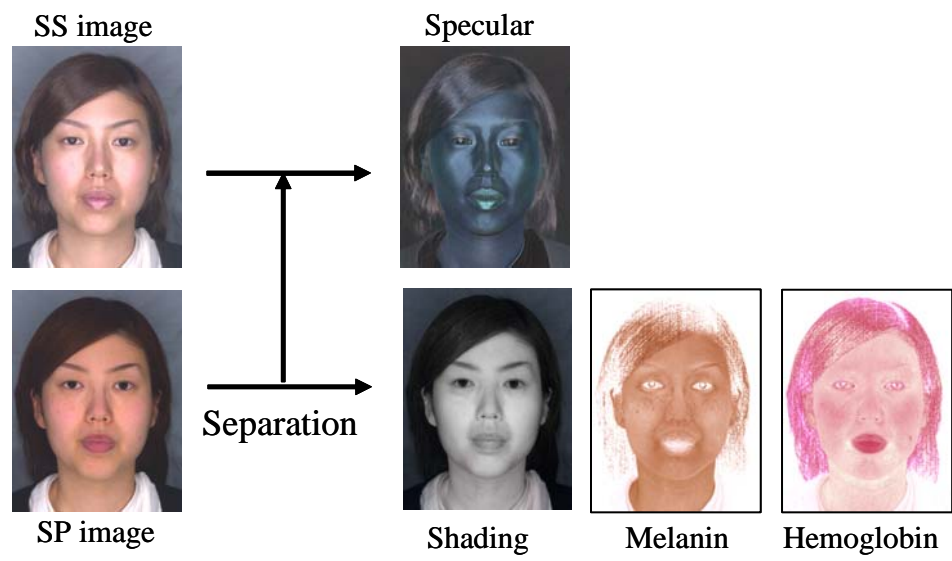 SS image
Specular
Separation
SP image
Shading
Melanin
Hemoglobin